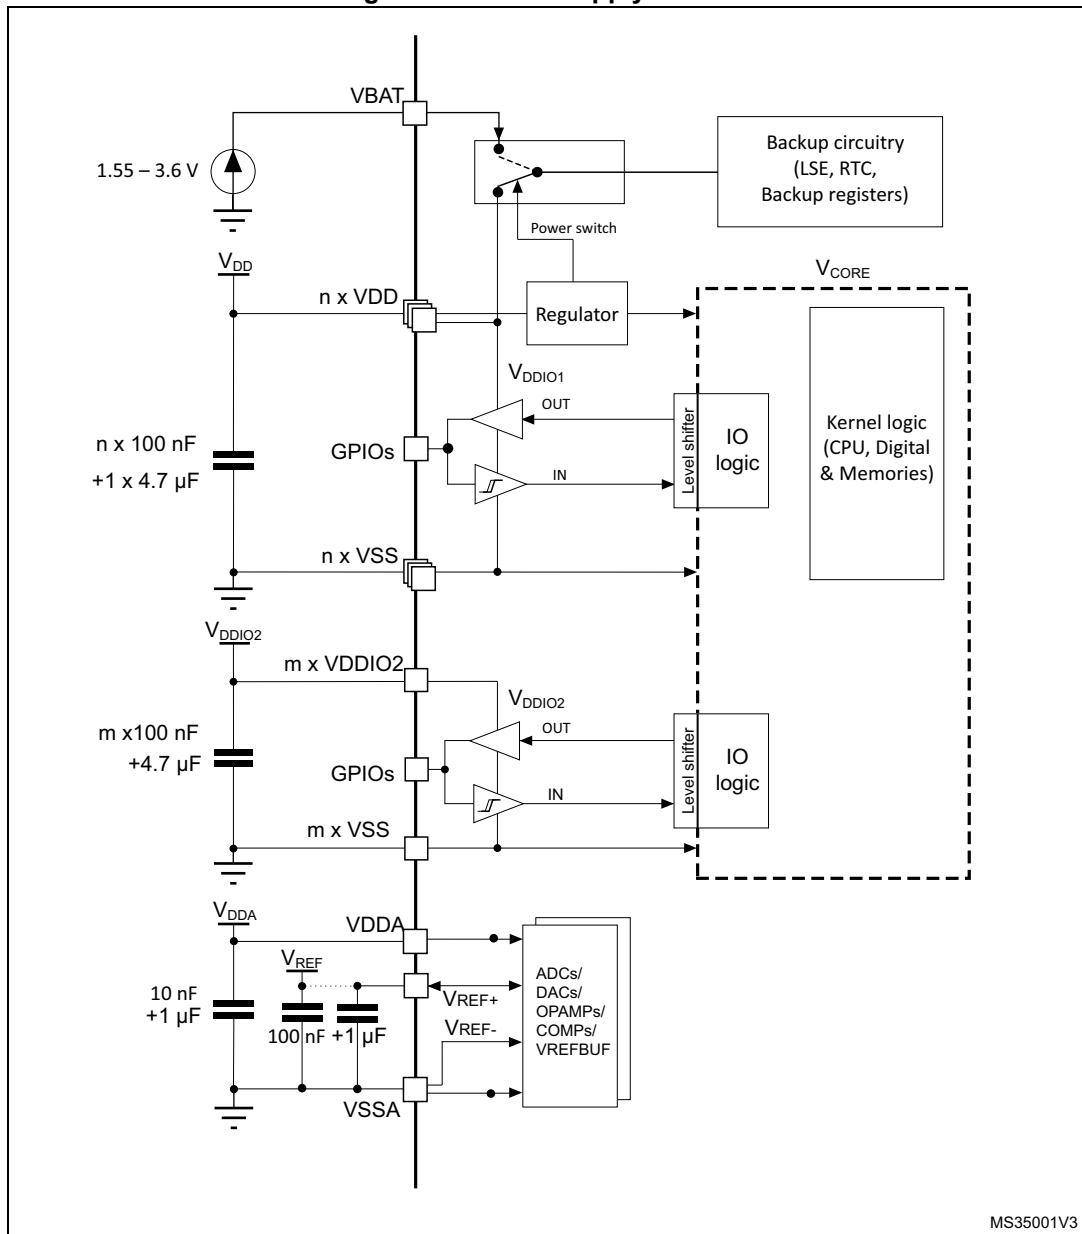 VBAT
1.55 – 3.6 V
Backup circuitry
(LSE, RTC,
Backup registers)
Power switch
VDD
n x VDD
Regulator
VCORE
VDDIO1
OUT
IN
GPIOs
Level shifter
IO
logic
Kernel logic
(CPU, Digital
& Memories)
n x 100 nF
+1 x 4.7 µF
n x VSS
VDDIO2
m x VDDIO2
VDDIO2
OUT
IN
GPIOs
Level shifter
IO
logic
m x100 nF
+4.7 µF
m x VSS
VDDA
VDDA
VREF
10 nF
+1 µF
100 nF
+1 µF
VREF+
VREF-
ADCs/
DACs/
OPAMPs/
COMPs/
VREFBUF
VSSA
MS35001V3